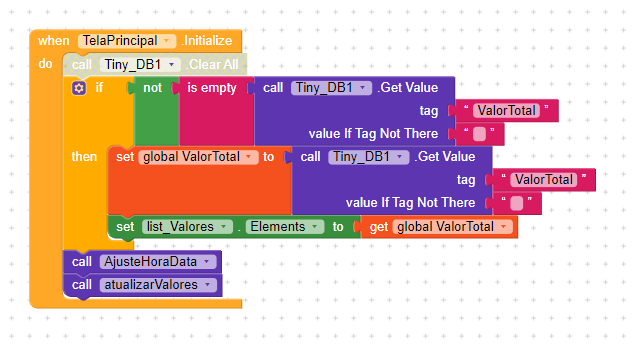 when TelaPrincipal .Initialize
do call Tiny_DB1 .Clear All
if not is empty call Tiny_DB1 .Get Value
tag “ ValorTotal ”
value If Tag Not There “ ”
then set global ValorTotal to call Tiny_DB1 .Get Value
tag “ ValorTotal ”
value If Tag Not There “ ”
set list_Valores . Elements to get global ValorTotal
call AjusteHoraData
call atualizarValores